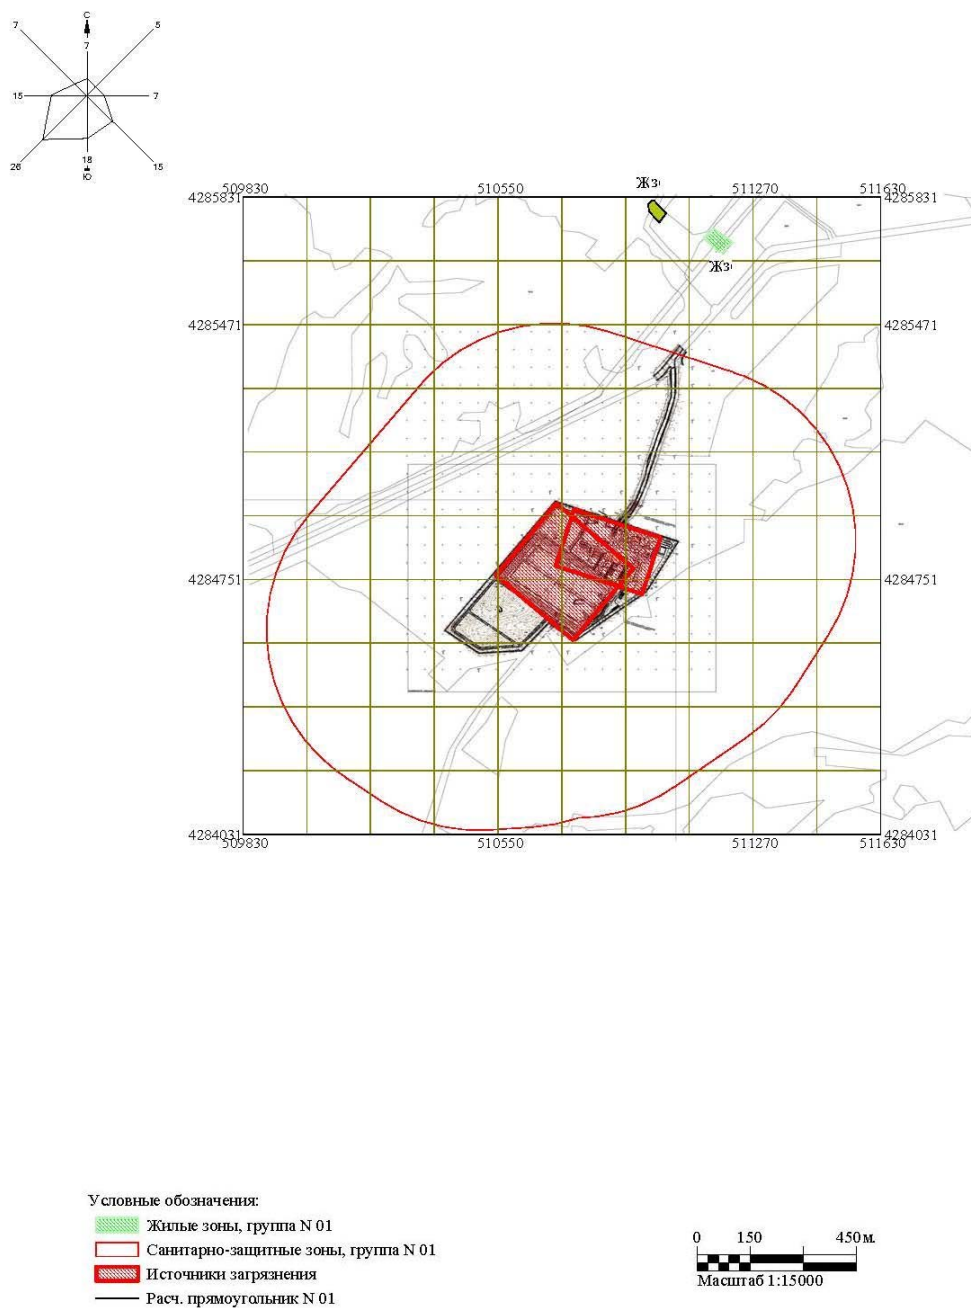 С
7
7
5
15
7
26
18
15
Ю
Жз
509830
510550
511270
511630
4285831
4285831
Жз
4285471
4285471
4284751
4284751
4284031
4284031
509830
510550
511270
511630
Условные обозначения:
Жилые зоны, группа N 01
Санитарно-защитные зоны, группа N 01
Источники загрязнения
Расч. прямоугольник N 01
0 150 450 м.
Масштаб 1:15000